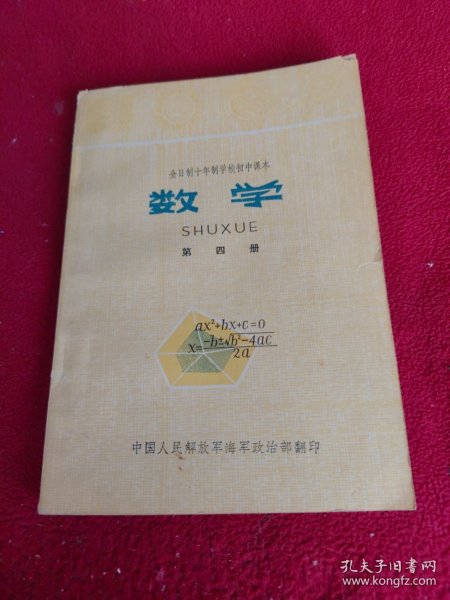 全日制十年制学校初中课本
数学
SHUXUE
第四册
ax²+bx+c=0
x=-b±√b²-4ac
2a
中国人民解放军海军政治部翻印
孔夫子旧书网
www.kongfz.com